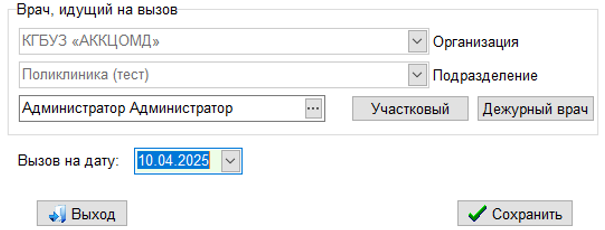 Врач, идущий на вызов
КГБУЗ «АККЦОМД» Организация
Поликлиника (тест) Подразделение
Администратор Администратор ... Участковый Дежурный врач
Вызов на дату: 10.04.2025
Выход Сохранить